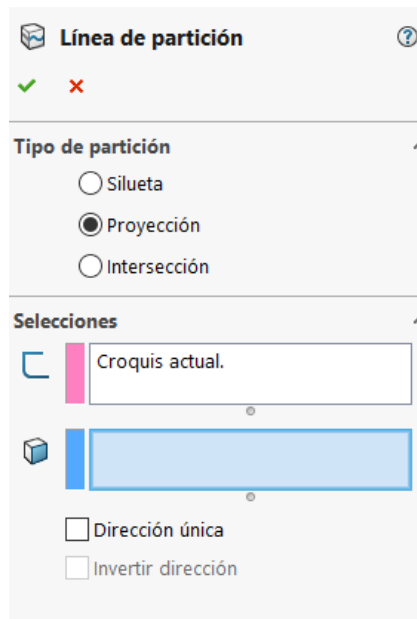 Línea de partición
Tipo de partición
Silueta
Proyección
Intersección
Selecciones
Croquis actual.
Dirección única
Invertir dirección